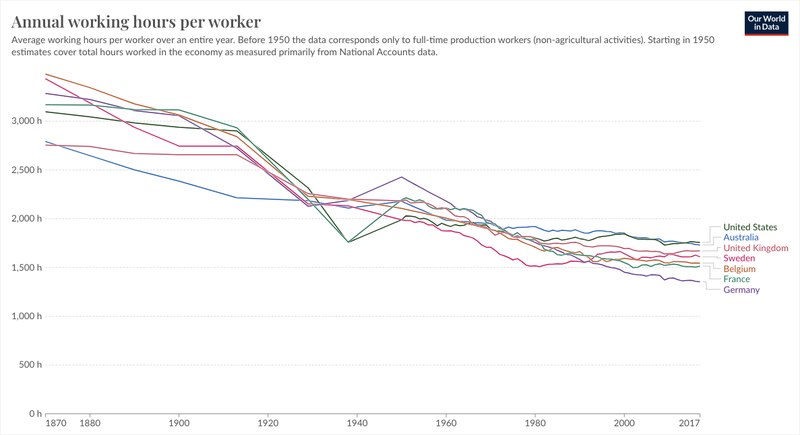 Annual working hours per worker
Our World
in Data
Average working hours per worker over an entire year. Before 1950 the data corresponds only to full-time production workers (non-agricultural activities). Starting in 1950
estimates cover total hours worked in the economy as measured primarily from National Accounts data.
3,000 h
2,500 h
2,000 h
1,500 h
1,000 h
500 h
0 h
1870 1880 1900 1920 1940 1960 1980 2000 2017
United States
Australia
United Kingdom
Sweden
Belgium
France
Germany